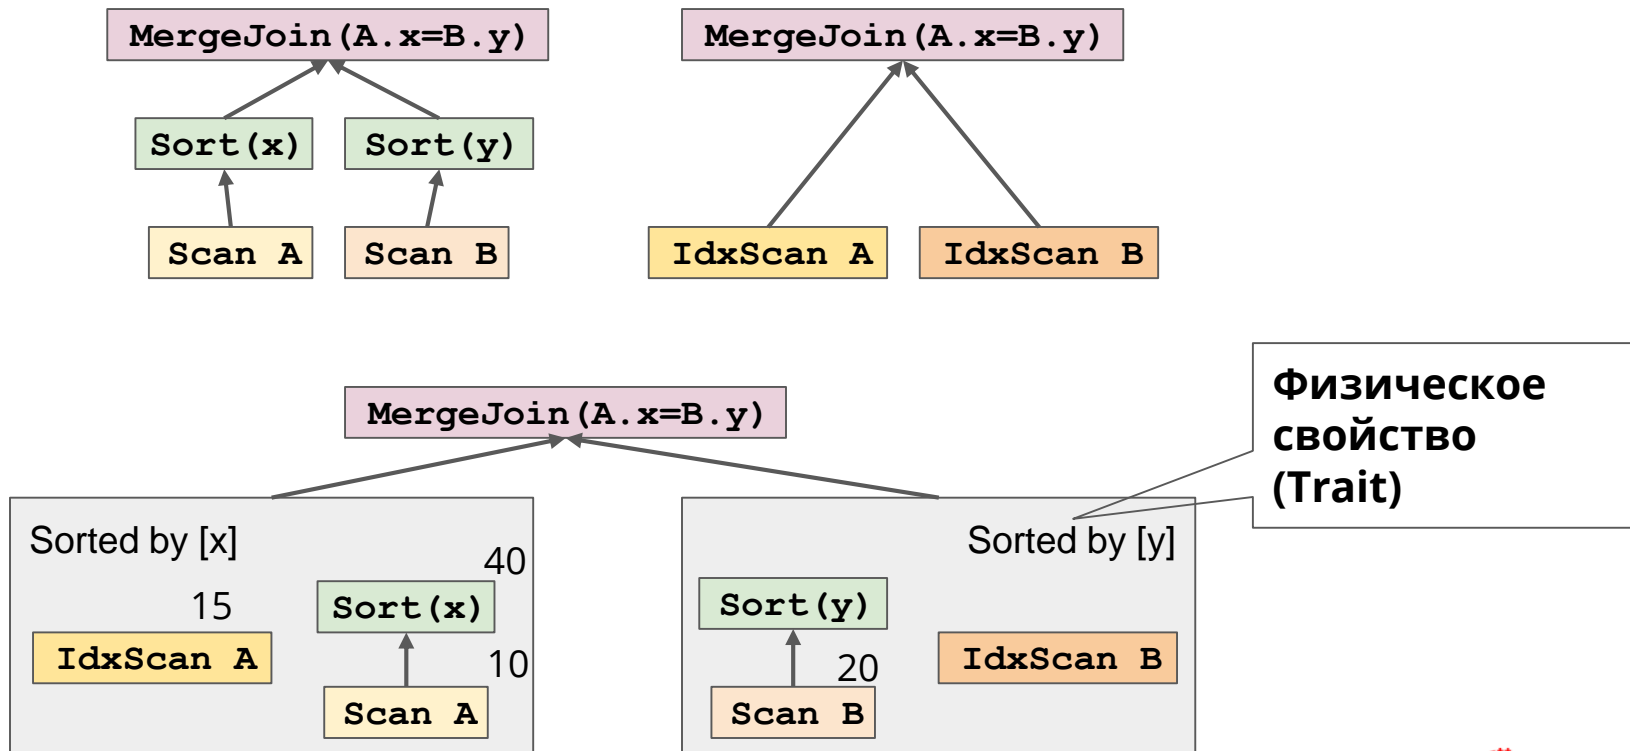 MergeJoin(A.x=B.y)
Sort(x)
Sort(y)
Scan A
Scan B
MergeJoin(A.x=B.y)
IdxScan A
IdxScan B
MergeJoin(A.x=B.y)
Физическое
свойство
(Trait)
Sorted by [x]
40
15
Sort(x)
IdxScan A
10
Scan A
Sorted by [y]
Sort(y)
20
IdxScan B
Scan B